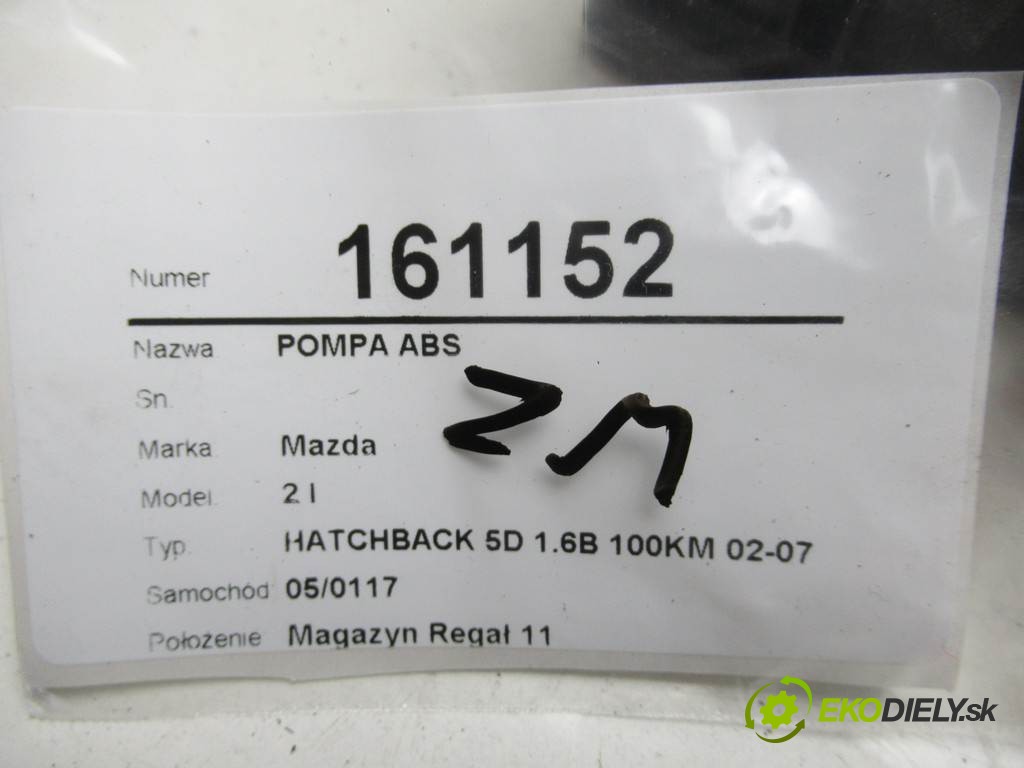 Numer 161152
Nazwa POMPA ABS
Sn.
ZM
Marka Mazda
Model 2 I
Typ. HATCHBACK 5D 1.6B 100KM 02-07
Samochód 05/0117
Położenie Magazyn Regał 11
EKODIELY.sk